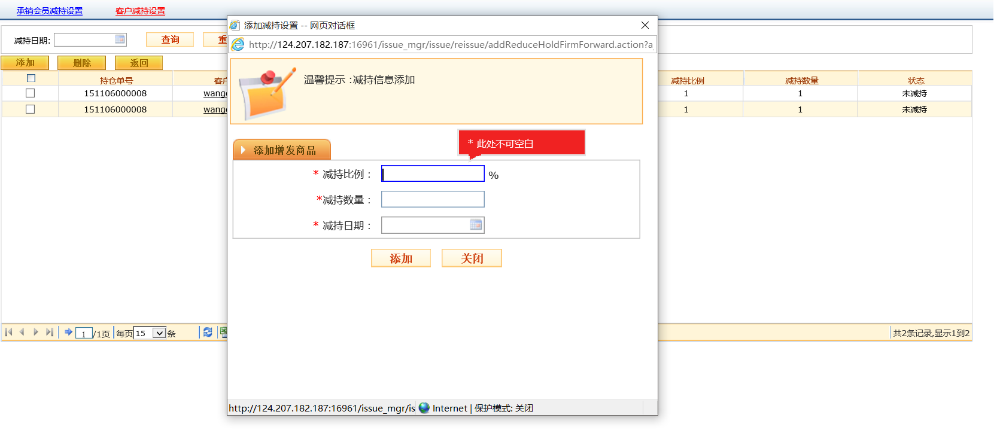 承销会员减持设置 客户减持设置
添加减持设置 -- 网页对话框
http://124.207.182.187:16961/issue_mgr/issue/reissue/addReduceHoldFirmForward.action?a
减持日期: 查询 重
添加 删除 返回
温馨提示 :减持信息添加
持仓单号 客户 减持比例 减持数量 状态
151106000008 wang 1 1 未减持
151106000008 wang 1 1 未减持
* 此处不可空白
添加增发商品
* 减持比例 : %
*减持数量 :
* 减持日期 :
添加 关闭
1 /1页 每页 15 条 共2条记录,显示1到2
http://124.207.182.187:16961/issue_mgr/is Internet | 保护模式: 关闭